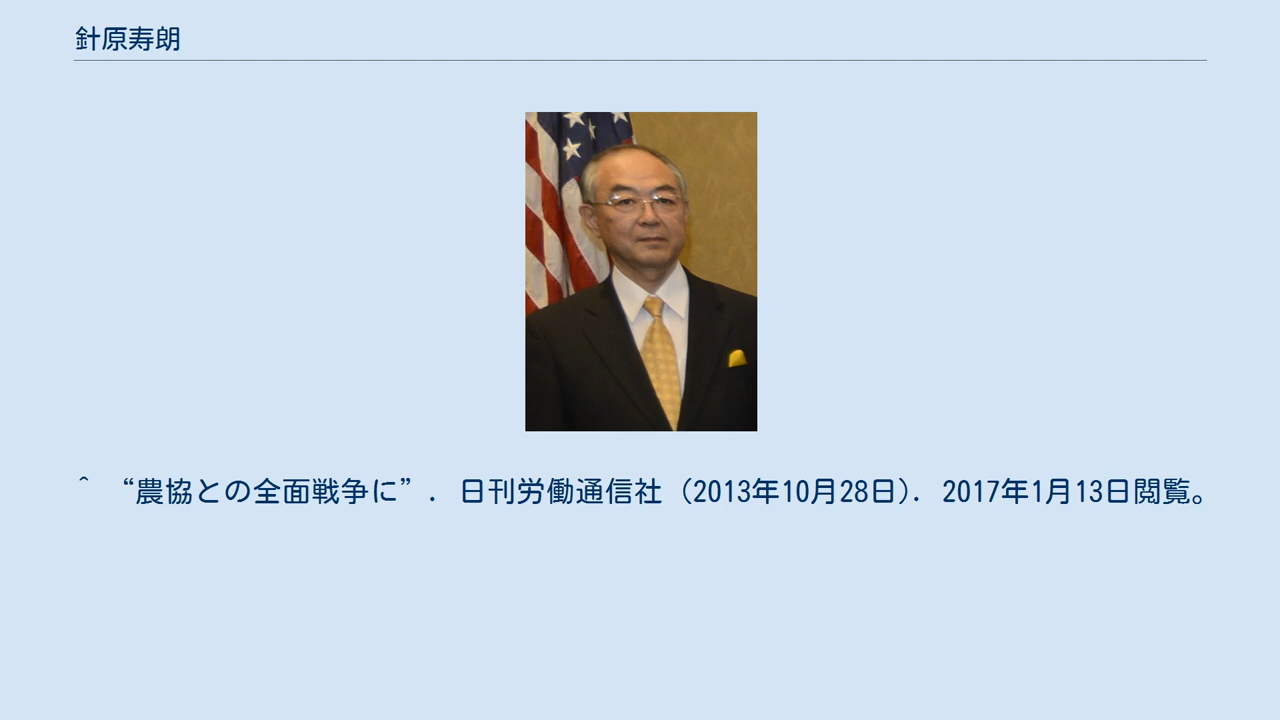 針原寿朗
^ “農協との全面戦争に”. 日刊労働通信社 (2013年10月28日). 2017年1月13日閲覧。